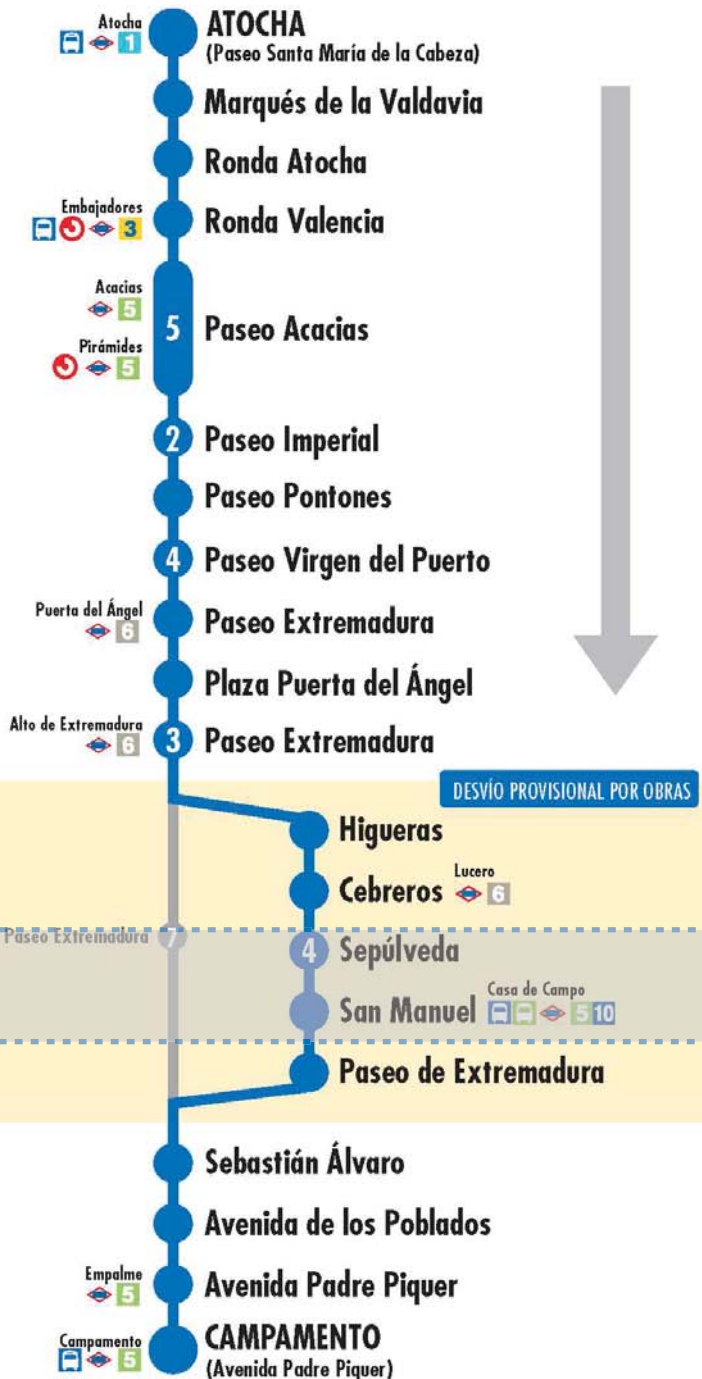 Atocha
1
ATOCHA
(Paseo Santa María de la Cabeza)
Marqués de la Valdavia
Ronda Atocha
Embajadores
3
Ronda Valencia
Acacias
5
Pirámides
5
5
Paseo Acacias
2
Paseo Imperial
Paseo Pontones
4
Paseo Virgen del Puerto
Puerta del Ángel
6
Paseo Extremadura
Plaza Puerta del Ángel
Alto de Extremadura
6
3
Paseo Extremadura
DESVÍO PROVISIONAL POR OBRAS
Higueras
Cebreros
Lucero
6
Paseo Extremadura
7
4
Sepúlveda
San Manuel
Casa de Campo
5 10
Paseo de Extremadura
Sebastián Álvaro
Avenida de los Poblados
Empalme
5
Avenida Padre Piquer
Campamento
5
CAMPAMENTO
(Avenida Padre Piquer)